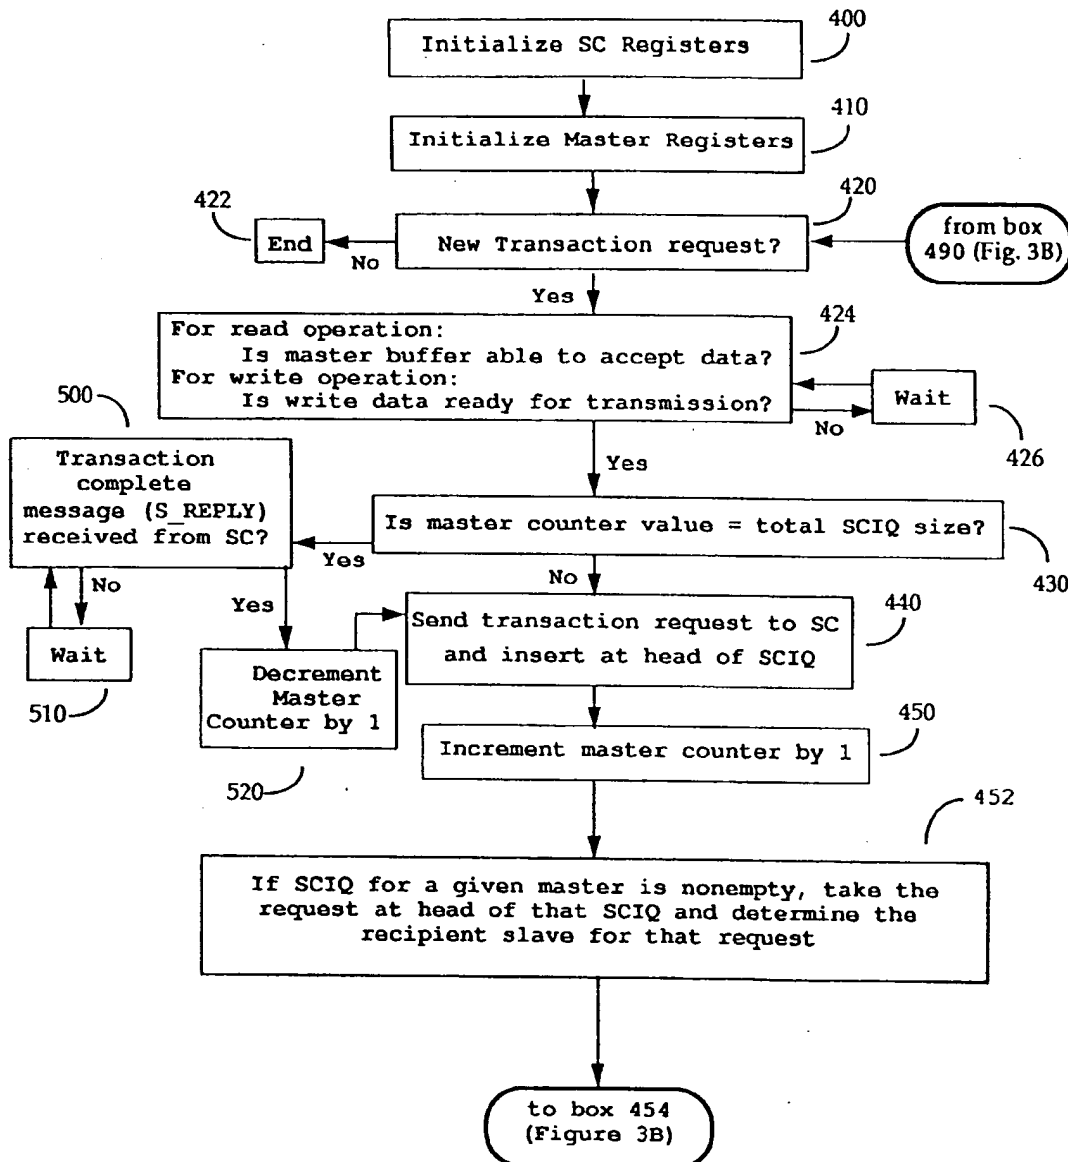 400
Initialize SC Registers
410
Initialize Master Registers
422
420
End
No
New Transaction request?
from box
490 (Fig. 3B)
Yes
424
For read operation:
Is master buffer able to accept data?
For write operation:
Is write data ready for transmission?
No
Wait
426
500
Transaction
complete
message (S_REPLY)
received from SC?
Yes
Is master counter value = total SCIQ size?
430
Yes
No
No
Yes
Wait
510
Decrement
Master
Counter by 1
520
440
Send transaction request to SC
and insert at head of SCIQ
450
Increment master counter by 1
452
If SCIQ for a given master is nonempty, take the
request at head of that SCIQ and determine the
recipient slave for that request
to box 454
(Figure 3B)